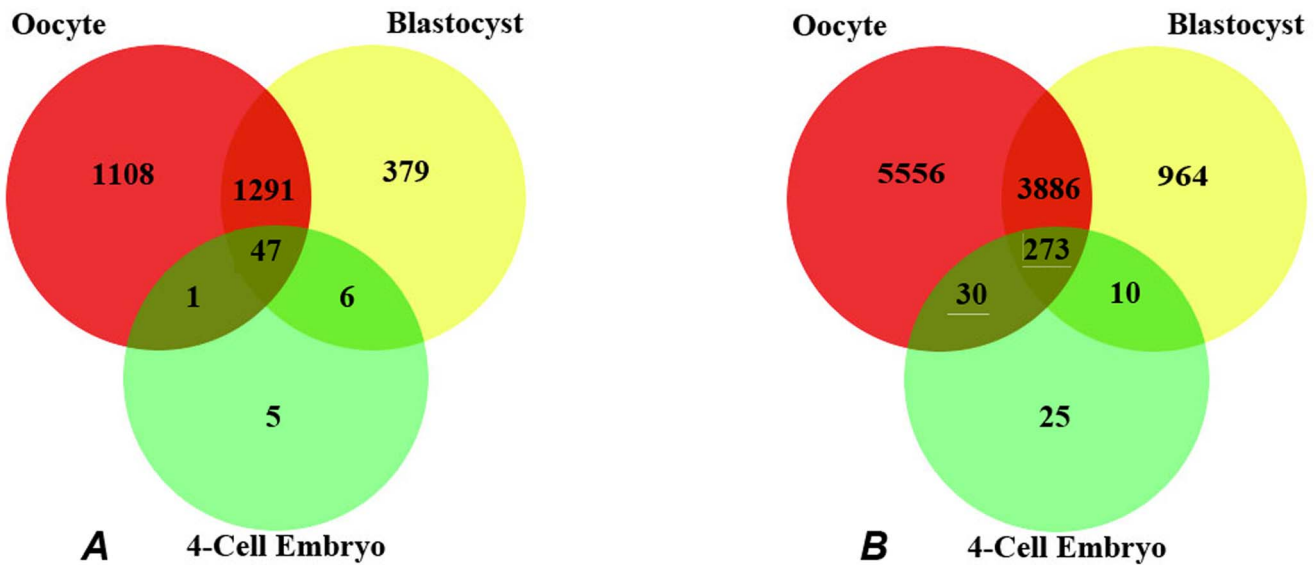 Oocyte
Blastocyst
1108
1291
379
47
1
6
5
A
4-Cell Embryo
Oocyte
Blastocyst
5556
3886
964
273
30
10
25
B
4-Cell Embryo